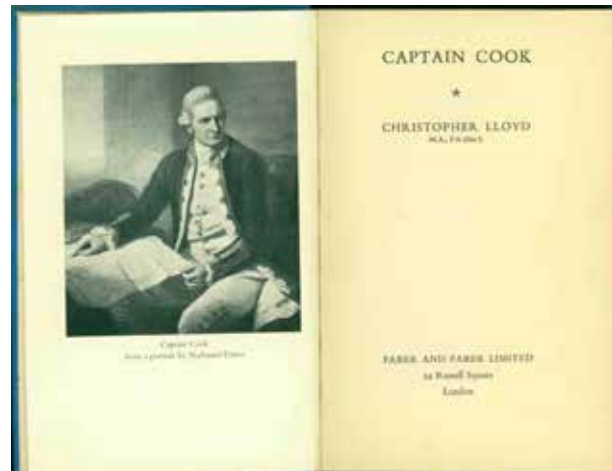 Captain Cook
from a portrait by Nathaniel Dance
CAPTAIN COOK
★
CHRISTOPHER LLOYD
M.A.,
FABER AND FABER LIMITED
24 Russell Square
London